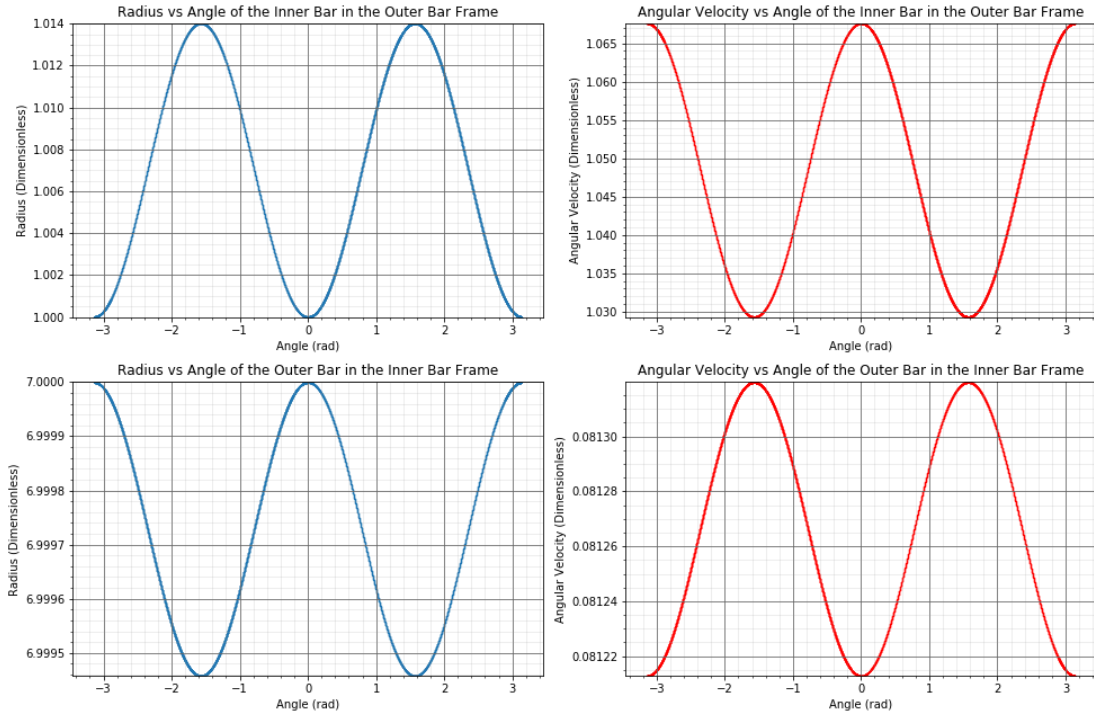 Radius vs Angle of the Inner Bar in the Outer Bar Frame
1.014
1.012
1.010
1.008
1.006
1.004
1.002
1.000
Radius (Dimensionless)
−3 −2 −1 0 1 2 3
Angle (rad)
Angular Velocity vs Angle of the Inner Bar in the Outer Bar Frame
1.065
1.060
1.055
1.050
1.045
1.040
1.035
1.030
Angular Velocity (Dimensionless)
−3 −2 −1 0 1 2 3
Angle (rad)
Radius vs Angle of the Outer Bar in the Inner Bar Frame
7.0000
6.9999
6.9998
6.9997
6.9996
6.9995
Radius (Dimensionless)
−3 −2 −1 0 1 2 3
Angle (rad)
Angular Velocity vs Angle of the Outer Bar in the Inner Bar Frame
0.08130
0.08128
0.08126
0.08124
0.08122
Angular Velocity (Dimensionless)
−3 −2 −1 0 1 2 3
Angle (rad)